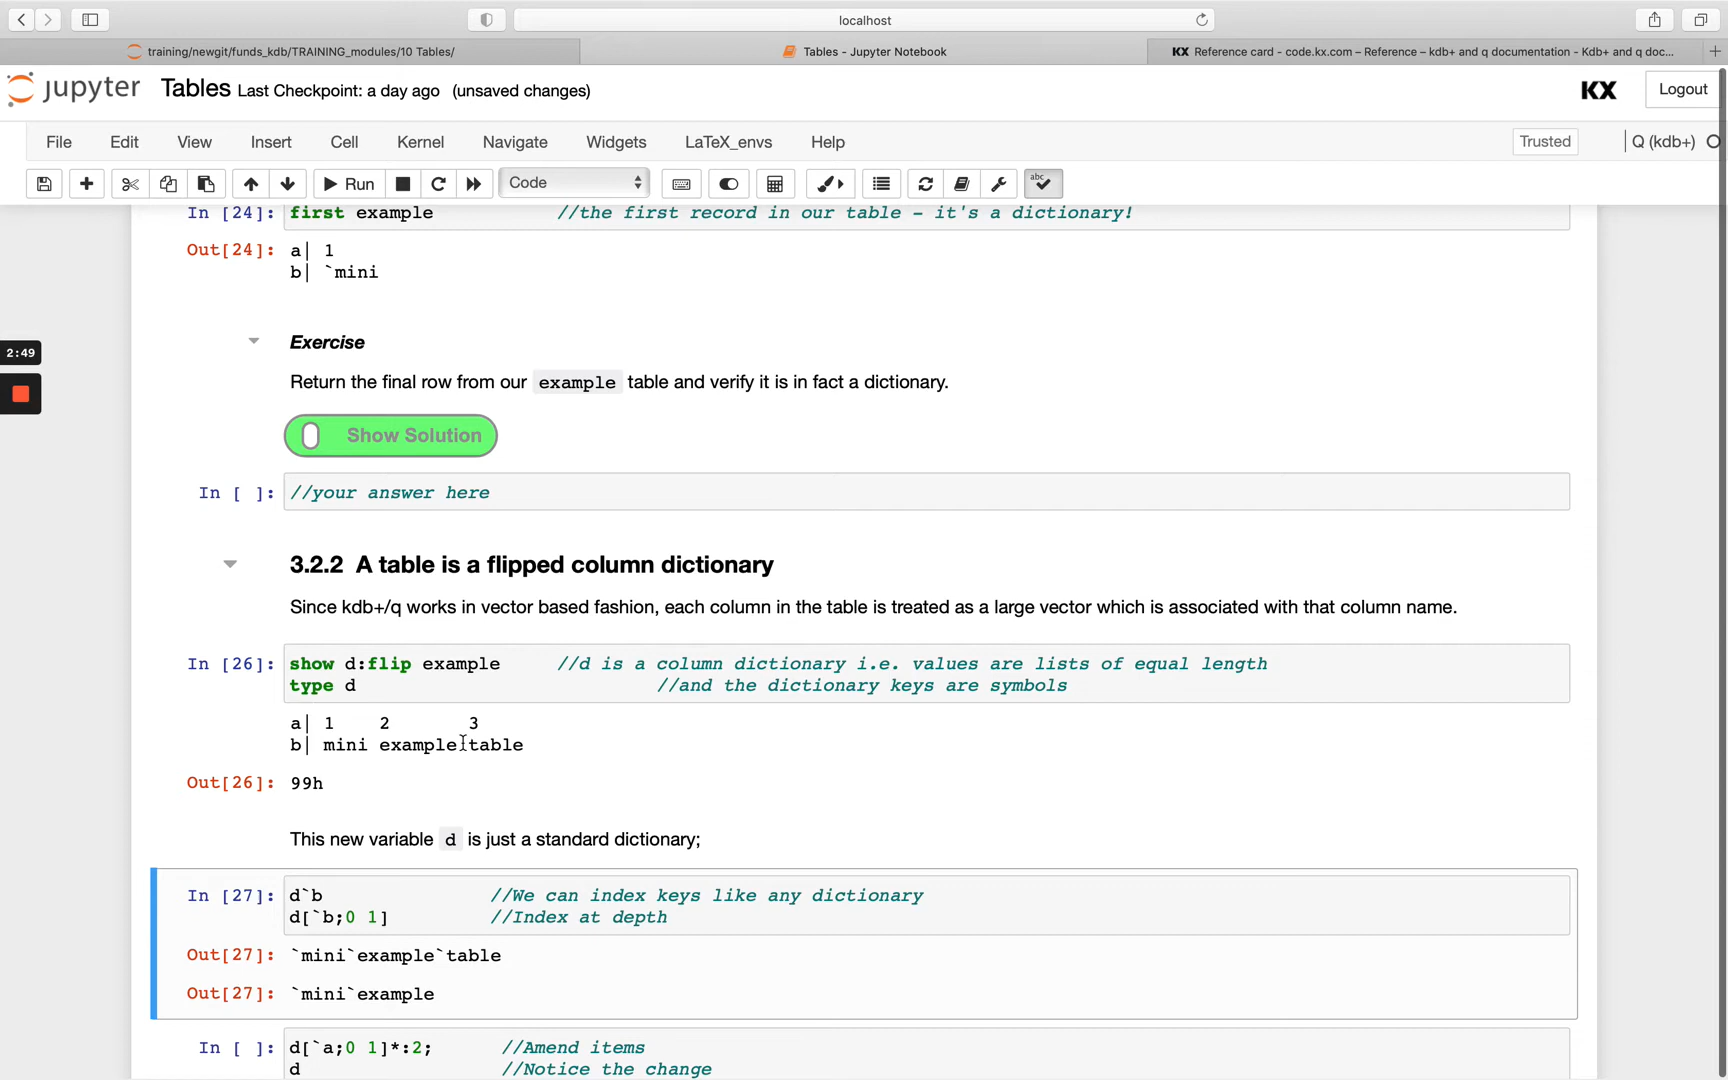 localhost
training/newgit/funds_kdb/TRAINING_modules/10 Tables/
Tables - Jupyter Notebook
KX Reference card - code.kx.com – Reference – kdb+ and q documentation - Kdb+ and q doc...
jupyter Tables Last Checkpoint: a day ago (unsaved changes)
KX
Logout
File Edit View Insert Cell Kernel Navigate Widgets LaTeX_envs Help
Trusted
Q (kdb+)
Run
Code
abc
In [24]: first example //the first record in our table – it's a dictionary!
Out[24]: a| 1
b| `mini
2:49
Exercise
Return the final row from our example table and verify it is in fact a dictionary.
Show Solution
In [ ]: //your answer here
3.2.2 A table is a flipped column dictionary
Since kdb+/q works in vector based fashion, each column in the table is treated as a large vector which is associated with that column name.
In [26]: show d:flip example //d is a column dictionary i.e. values are lists of equal length
type d //and the dictionary keys are symbols
a| 1 2 3
b| mini example table
Out[26]: 99h
This new variable d is just a standard dictionary;
In [27]: d`b //We can index keys like any dictionary
d[`b;0 1] //Index at depth
Out[27]: `mini`example`table
Out[27]: `mini`example
In [ ]: d[`a;0 1]*:2; //Amend items
d //Notice the change